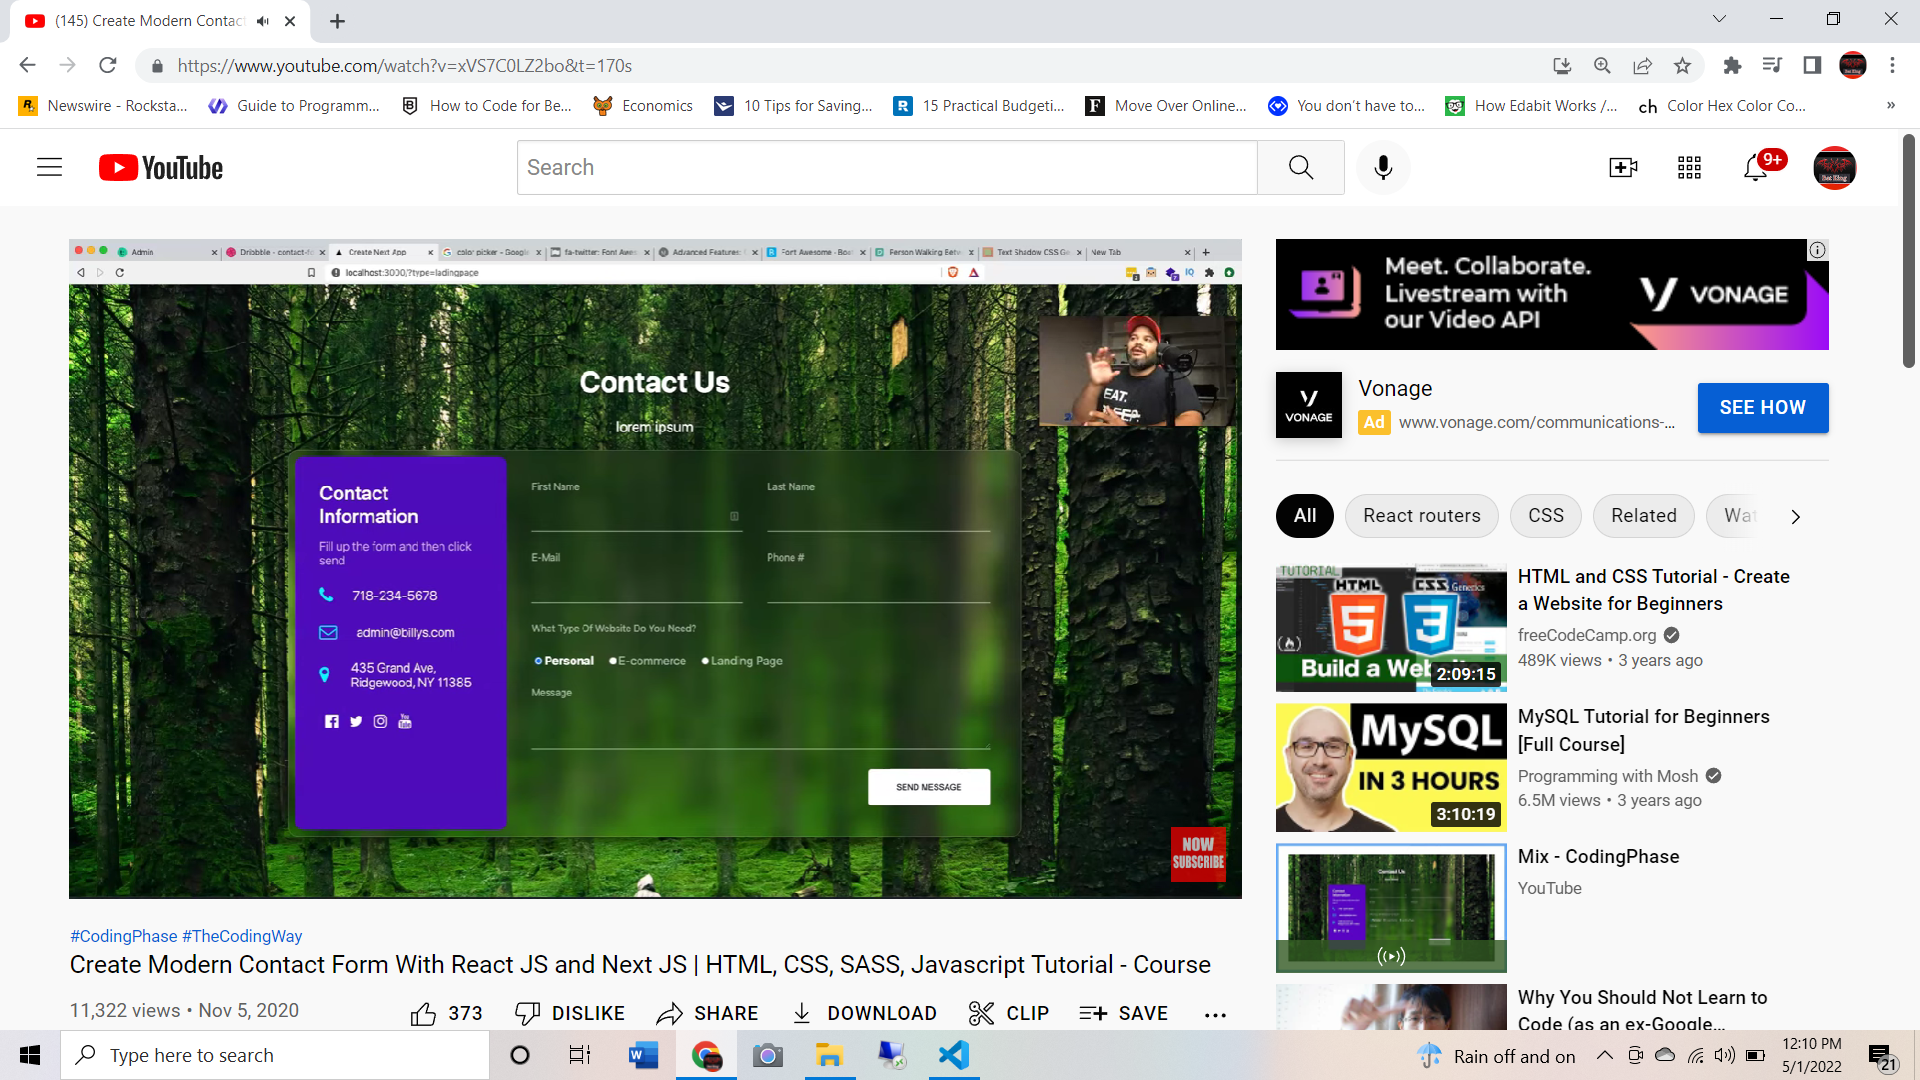 (145) Create Modern Contac
https://www.youtube.com/watch?v=xVS7C0LZ2bo&t=170s
Newswire - Rocksta...
Guide to Programm...
How to Code for Be...
Economics
10 Tips for Saving...
15 Practical Budgeti...
Move Over Online...
You don't have to...
How Edabit Works /...
ch Color Hex Color Co...
»
YouTube
Search
9+
Admin
Dribbble - contact-fo
Create Next App
color picker - Google
fa-twitter: Font Awes
Advanced Features: 
Font Awesome - Boo
Person Walking Betw
Text Shadow CSS Ge
New Tab
localhost:3000/?type=ladingpage
Contact Us
lorem ipsum
EAT.
Contact
Information
Fill up the form and then click
send
718-234-5678
admin@billys.com
435 Grand Ave,
Ridgewood, NY 11385
First Name
Last Name
E-Mail
Phone #
What Type Of Website Do You Need?
Personal E-commerce Landing Page
Message
SEND MESSAGE
NOW
SUBSCRIBE
#CodingPhase #TheCodingWay
Create Modern Contact Form With React JS and Next JS | HTML, CSS, SASS, Javascript Tutorial - Course
11,322 views • Nov 5, 2020
373
DISLIKE
SHARE
DOWNLOAD
CLIP
SAVE
Meet. Collaborate.
Livestream with
our Video API
VONAGE
VONAGE
Vonage
Ad www.vonage.com/communications-...
SEE HOW
All
React routers
CSS
Related
Wat
TUTORIAL
HTML CSS
5 3
Build a Web
2:09:15
HTML and CSS Tutorial - Create
a Website for Beginners
freeCodeCamp.org
489K views • 3 years ago
MySQL
IN 3 HOURS
3:10:19
MySQL Tutorial for Beginners
[Full Course]
Programming with Mosh
6.5M views • 3 years ago
Contact Us
Mix - CodingPhase
YouTube
Why You Should Not Learn to
Code (as an ex-Google...
Type here to search
Rain off and on
12:10 PM
5/1/2022
21